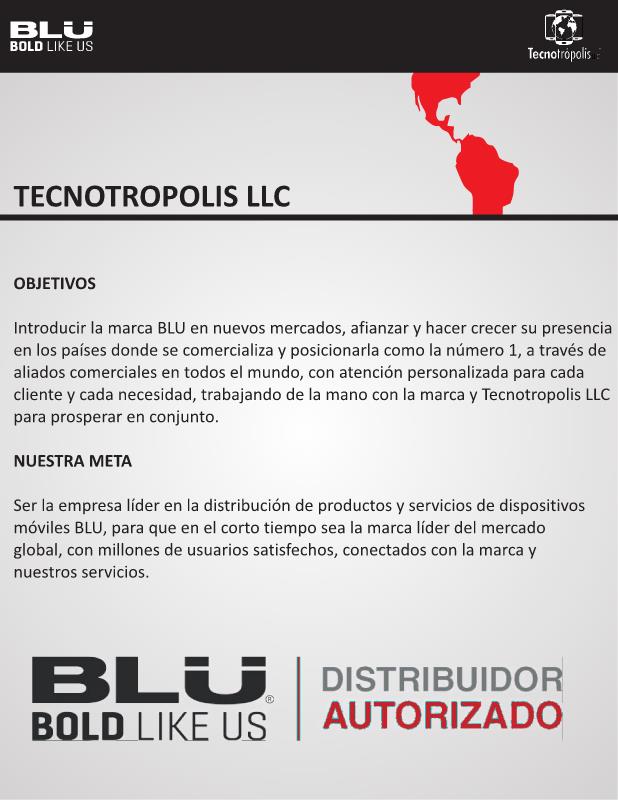 BLU
BOLD LIKE US
Tecnotrópolis
TECNOTROPOLIS LLC
OBJETIVOS
Introducir la marca BLU en nuevos mercados, afianzar y hacer crecer su presencia
en los países donde se comercializa y posicionarla como la número 1, a través de
aliados comerciales en todos el mundo, con atención personalizada para cada
cliente y cada necesidad, trabajando de la mano con la marca y Tecnotropolis LLC
para prosperar en conjunto.
NUESTRA META
Ser la empresa líder en la distribución de productos y servicios de dispositivos
móviles BLU, para que en el corto tiempo sea la marca líder del mercado
global, con millones de usuarios satisfechos, conectados con la marca y
nuestros servicios.
BLU®
BOLD LIKE US
DISTRIBUIDOR
AUTORIZADO